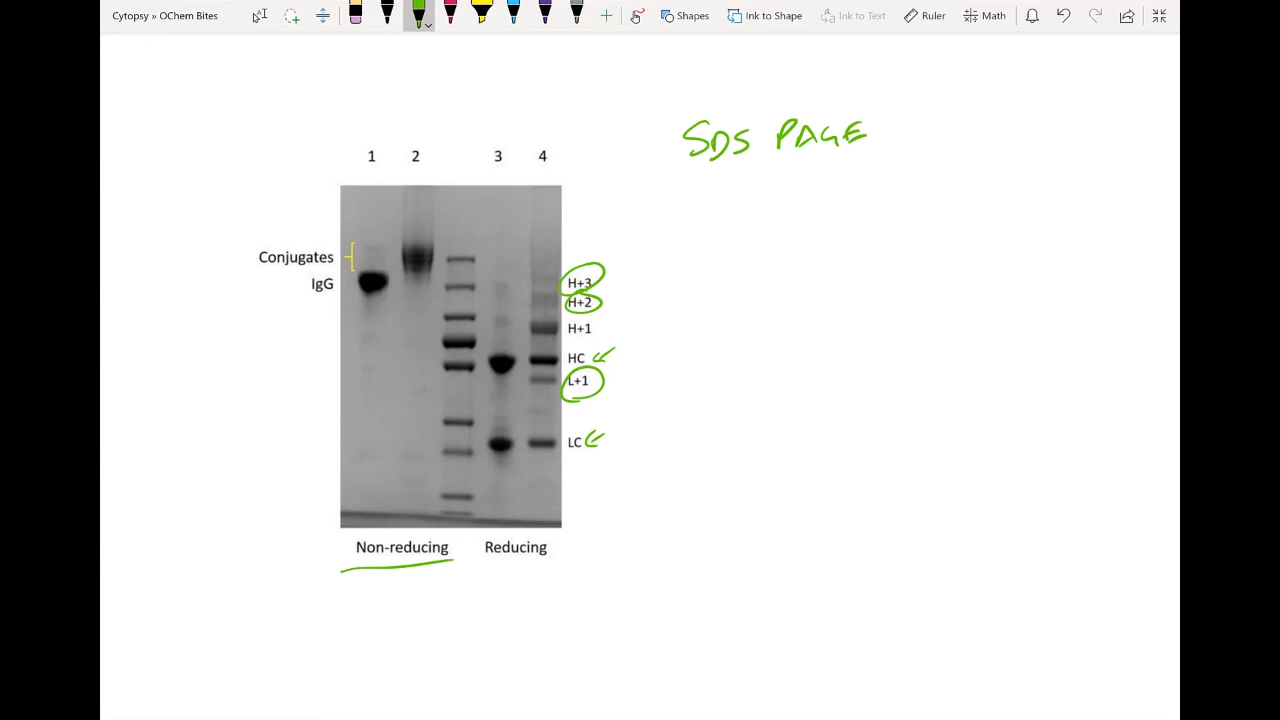 Cytopsy » OChem Bites
Shapes
Ink to Shape
Ink to Text
Ruler
Math
SDS PAGE
1 2 3 4
Conjugates
IgG
H+3
H+2
H+1
HC
L+1
LC
Non-reducing Reducing